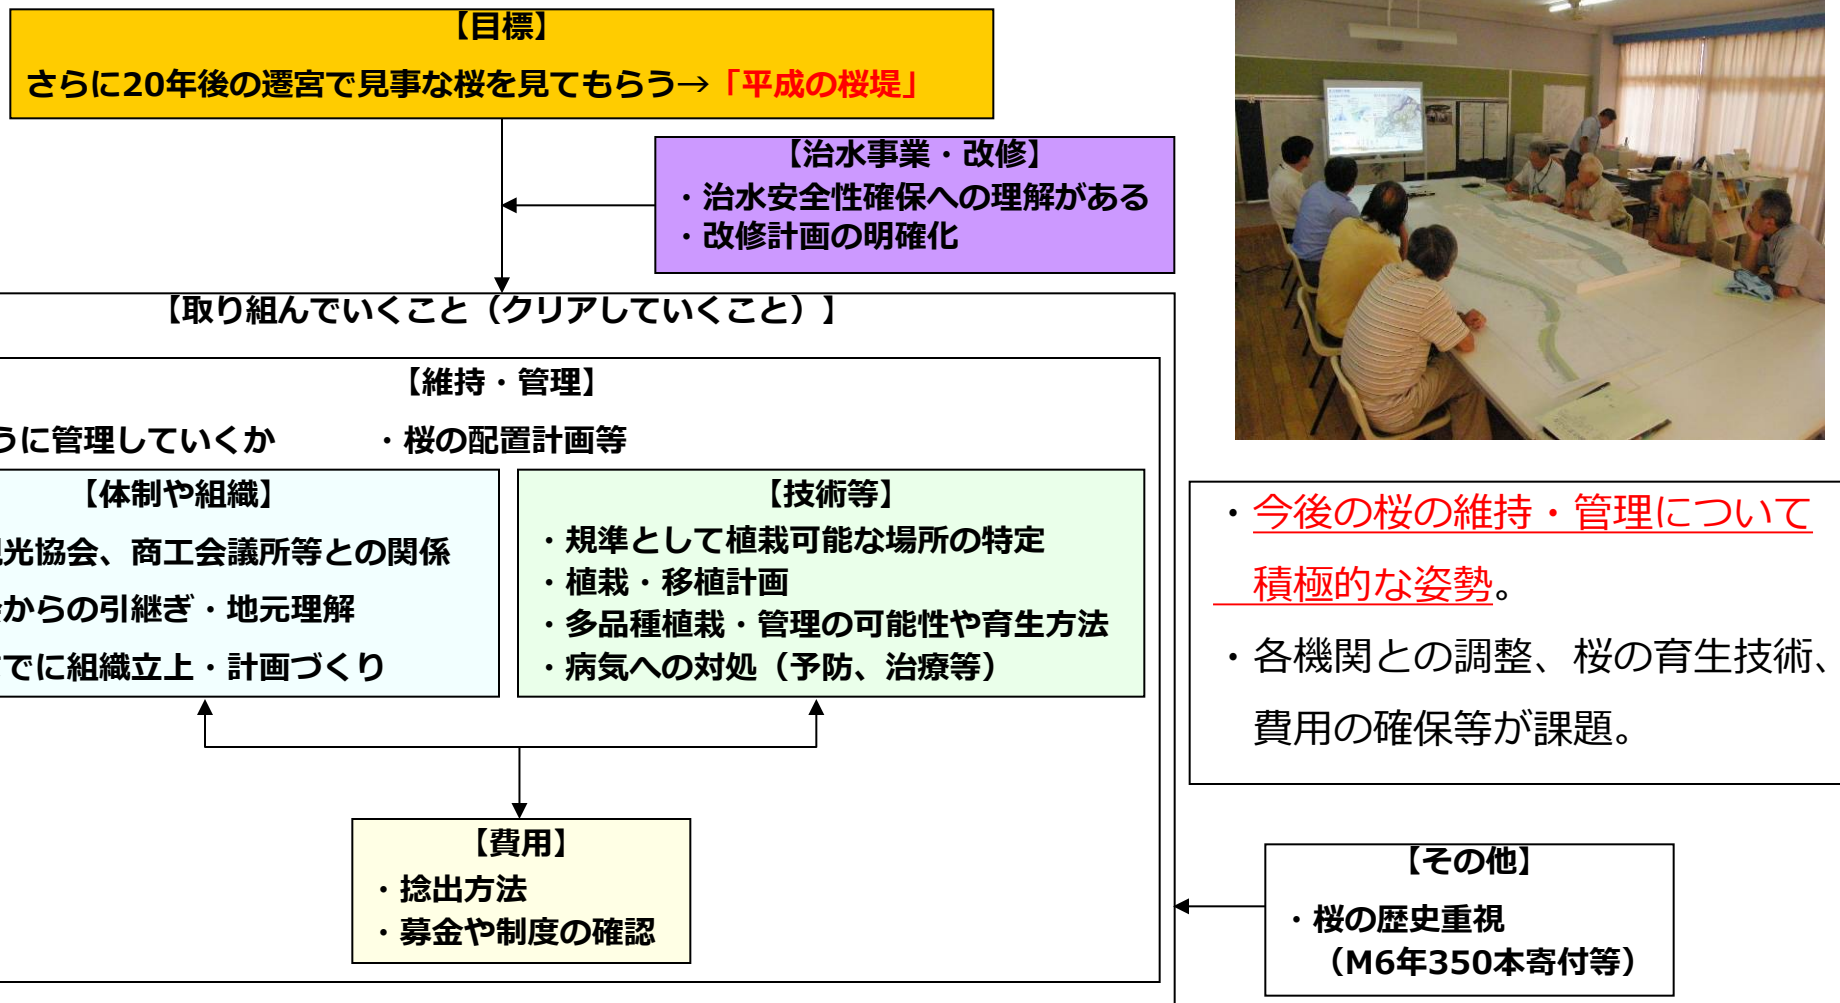 【目標】
さらに20年後の遷宮で見事な桜を見てもらう→「平成の桜堤」
【治水事業・改修】
・治水安全性確保への理解がある
・改修計画の明確化
【取り組んでいくこと（クリアしていくこと）】
【維持・管理】
うに管理していくか　　　・桜の配置計画等
【体制や組織】
光協会、商工会議所等との関係
からの引継ぎ・地元理解
でに組織立上・計画づくり
【技術等】
・規準として植栽可能な場所の特定
・植栽・移植計画
・多品種植栽・管理の可能性や育生方法
・病気への対処（予防、治療等）
【費用】
・捻出方法
・募金や制度の確認
・今後の桜の維持・管理について
積極的な姿勢。
・各機関との調整、桜の育生技術、
費用の確保等が課題。
【その他】
・桜の歴史重視
（M6年350本寄付等）